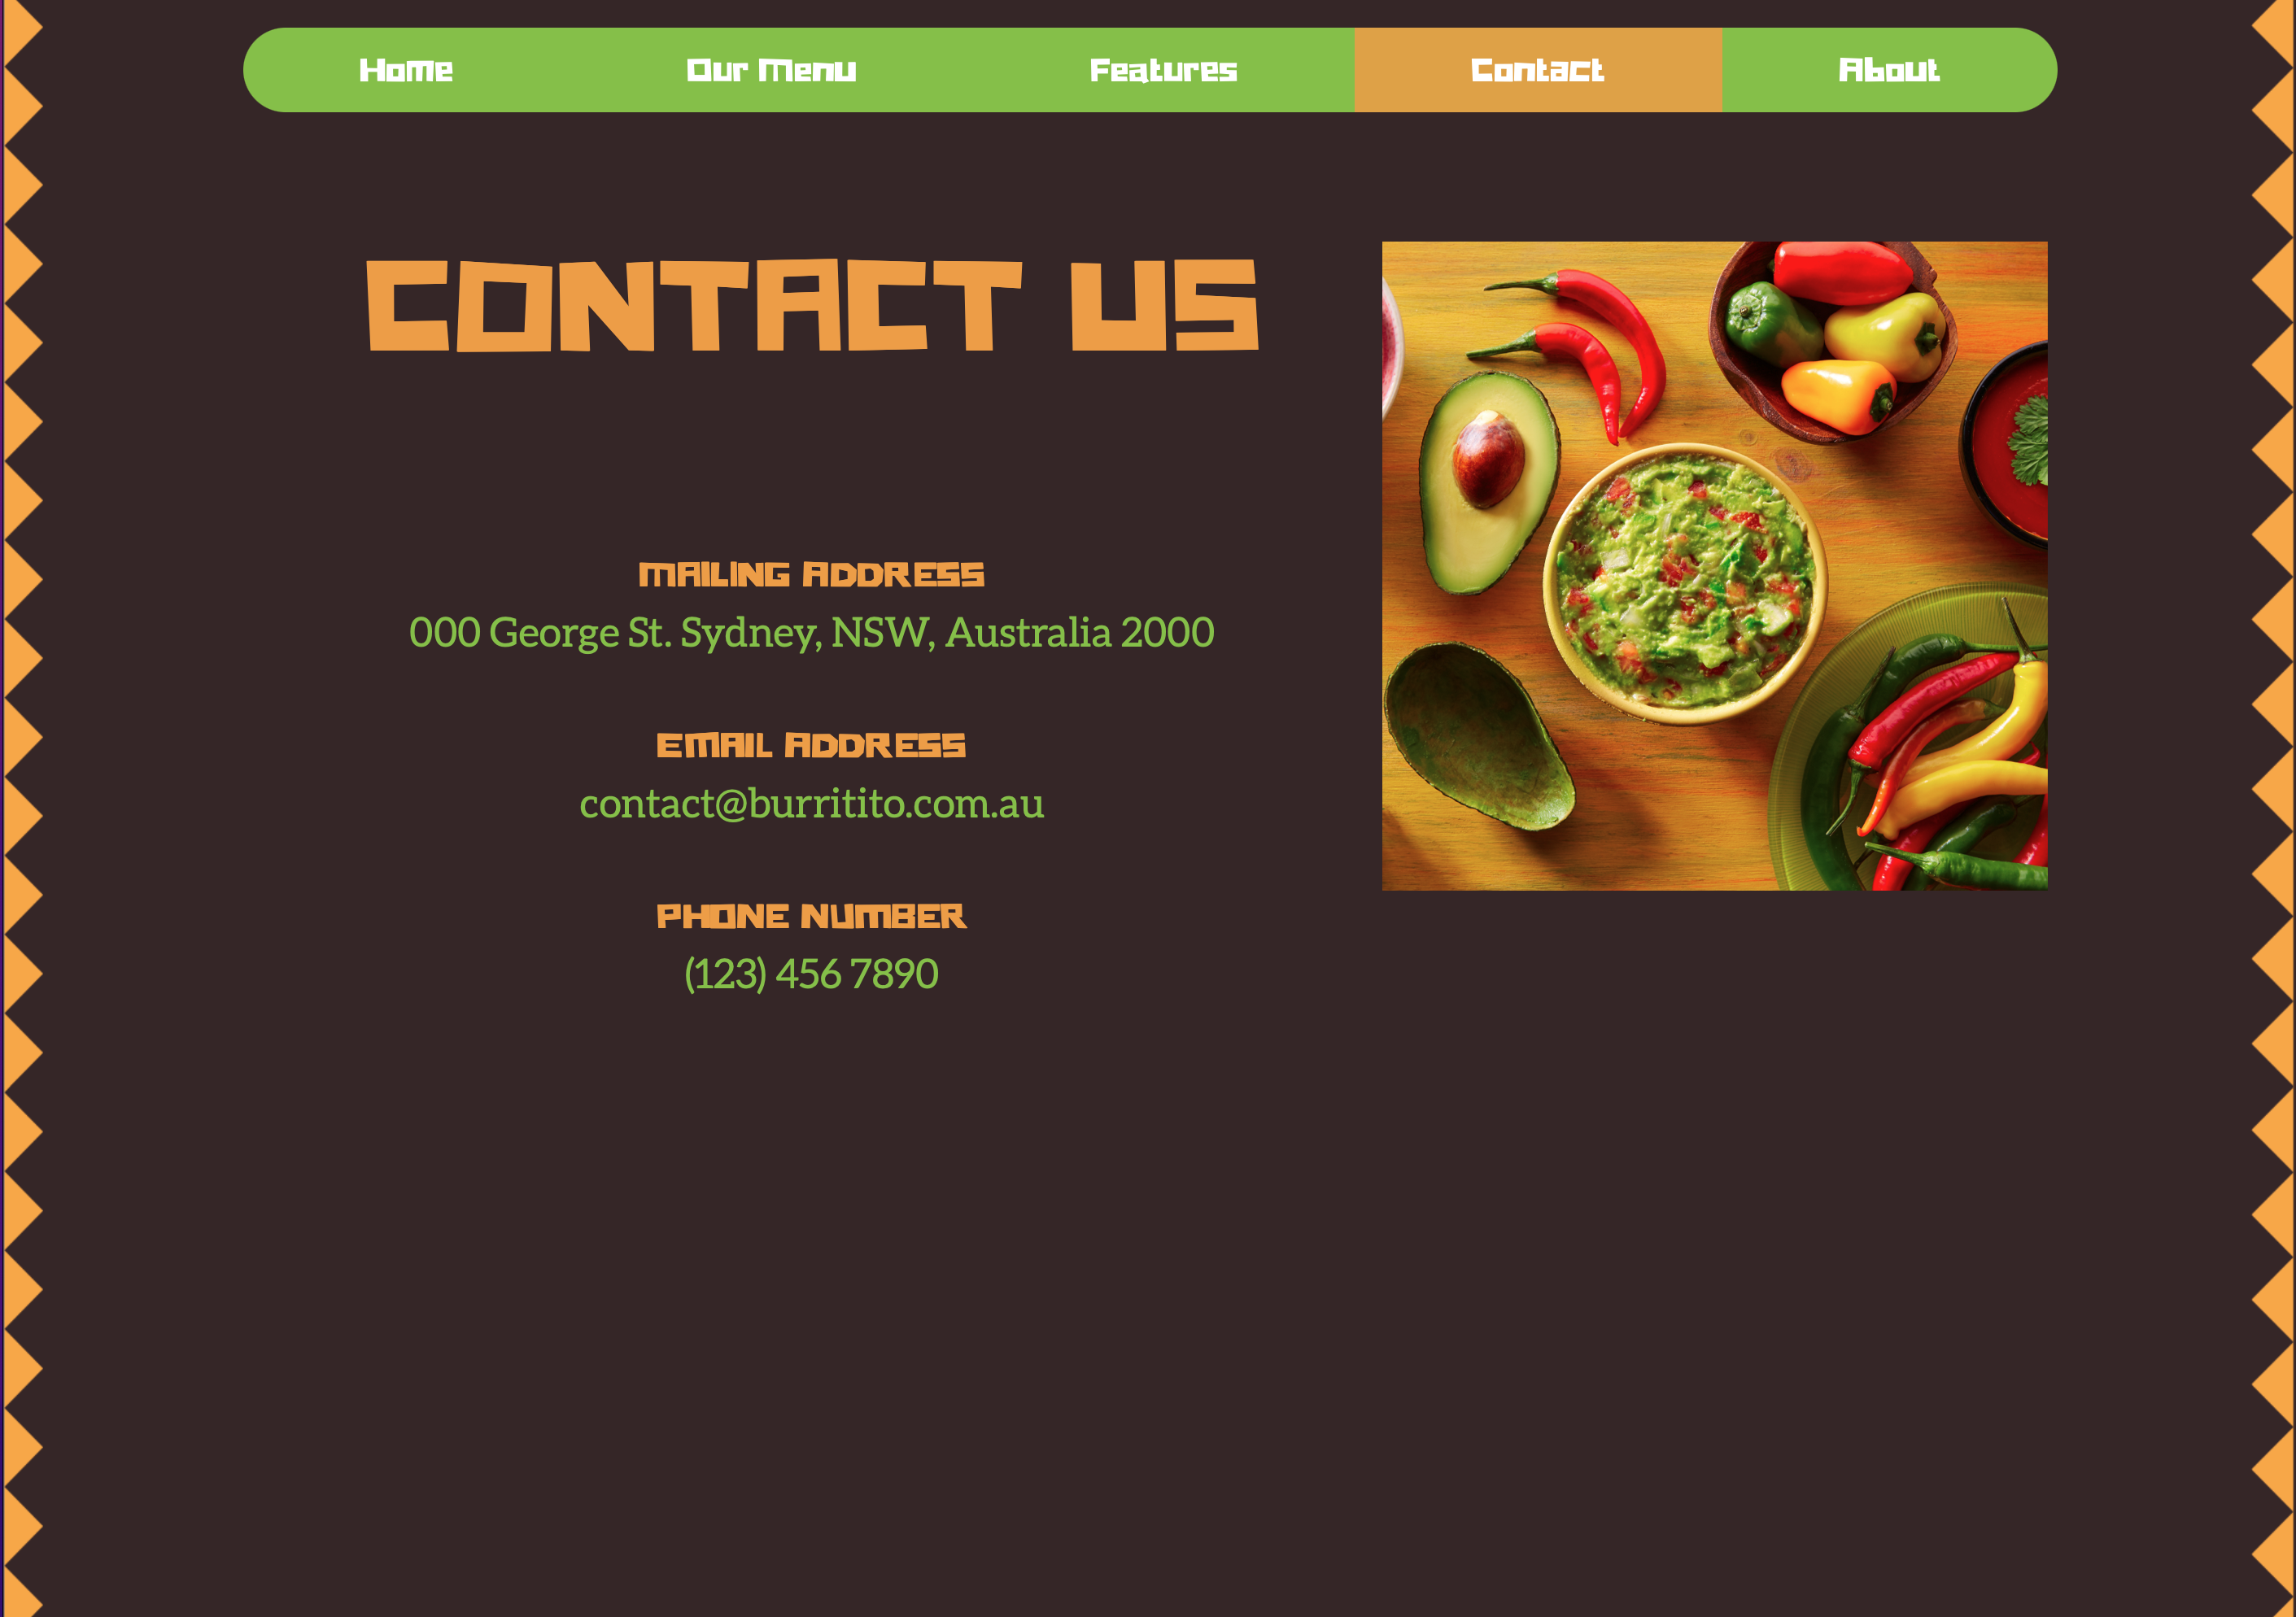 Home
Our Menu
Features
Contact
About
CONTACT US
MAILING ADDRESS
000 George St. Sydney, NSW, Australia 2000
EMAIL ADDRESS
contact@burritito.com.au
PHONE NUMBER
(123) 456 7890